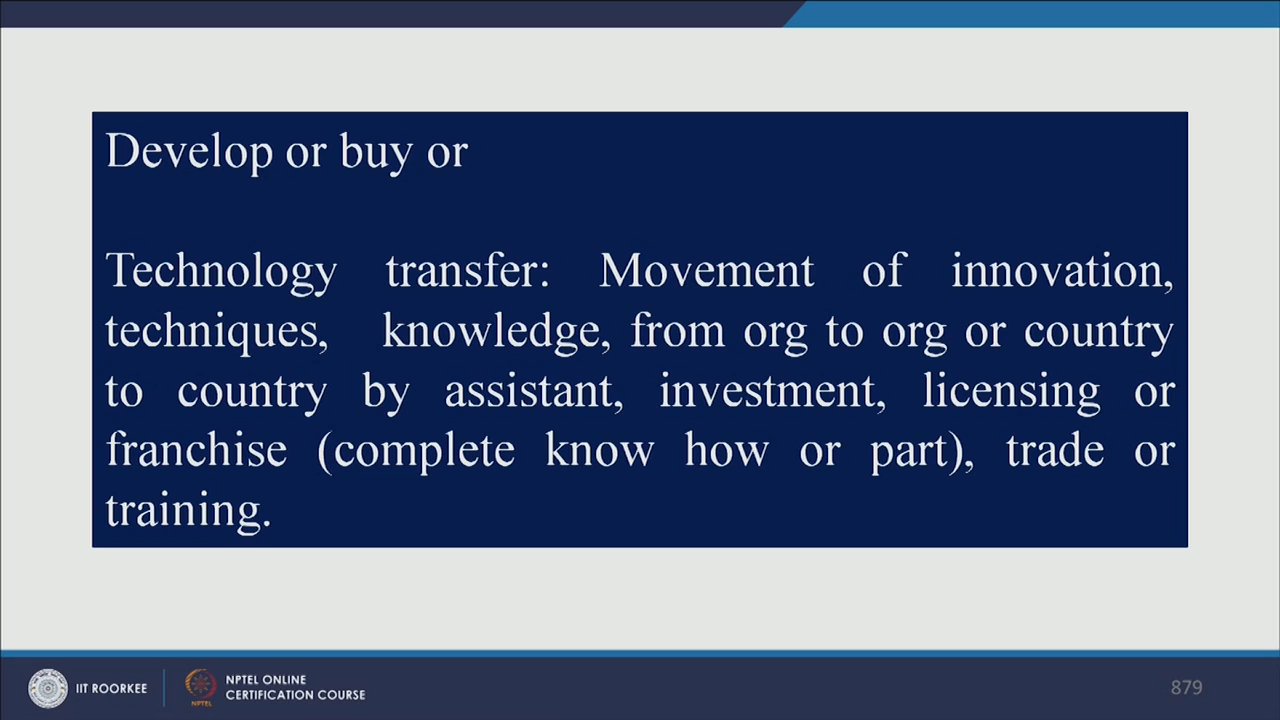 Develop or buy or
Technology transfer: Movement of innovation,
techniques, knowledge, from org to org or country
to country by assistant, investment, licensing or
franchise (complete know how or part), trade or
training.
IIT ROORKEE
NPTEL
NPTEL ONLINE
CERTIFICATION COURSE
879